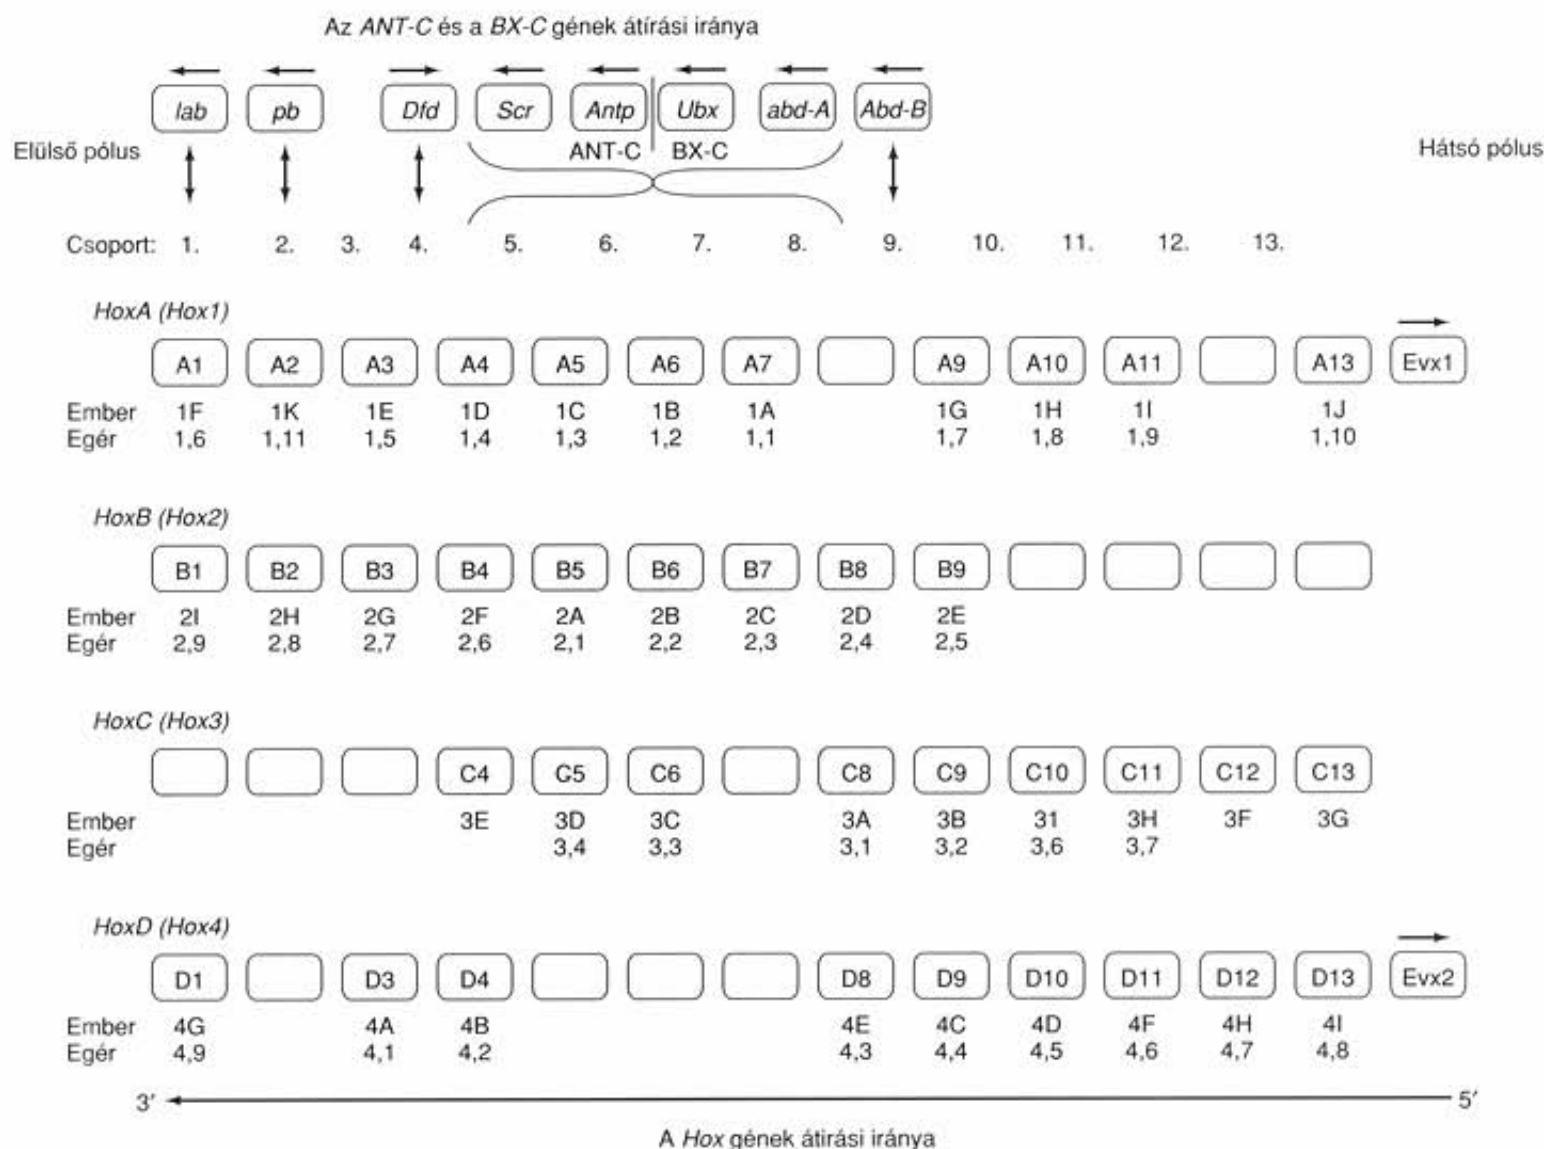 Az ANT-C és a BX-C gének átírási iránya
lab pb Dfd Scr Antp Ubx abd-A Abd-B
Elülső pólus ANT-C BX-C Hátsó pólus
Csoport: 1. 2. 3. 4. 5. 6. 7. 8. 9. 10. 11. 12. 13.
HoxA (Hox1)
A1 A2 A3 A4 A5 A6 A7 A9 A10 A11 A13 Evx1
Ember 1F 1K 1E 1D 1C 1B 1A 1G 1H 1I 1J
Egér 1,6 1,11 1,5 1,4 1,3 1,2 1,1 1,7 1,8 1,9 1,10
HoxB (Hox2)
B1 B2 B3 B4 B5 B6 B7 B8 B9
Ember 2I 2H 2G 2F 2A 2B 2C 2D 2E
Egér 2,9 2,8 2,7 2,6 2,1 2,2 2,3 2,4 2,5
HoxC (Hox3)
C4 C5 C6 C8 C9 C10 C11 C12 C13
Ember 3E 3D 3C 3A 3B 31 3H 3F 3G
Egér 3,4 3,3 3,1 3,2 3,6 3,7
HoxD (Hox4)
D1 D3 D4 D8 D9 D10 D11 D12 D13 Evx2
Ember 4G 4A 4B 4E 4C 4D 4F 4H 4I
Egér 4,9 4,1 4,2 4,3 4,4 4,5 4,6 4,7 4,8
3′ 5′
A Hox gének átirási iránya